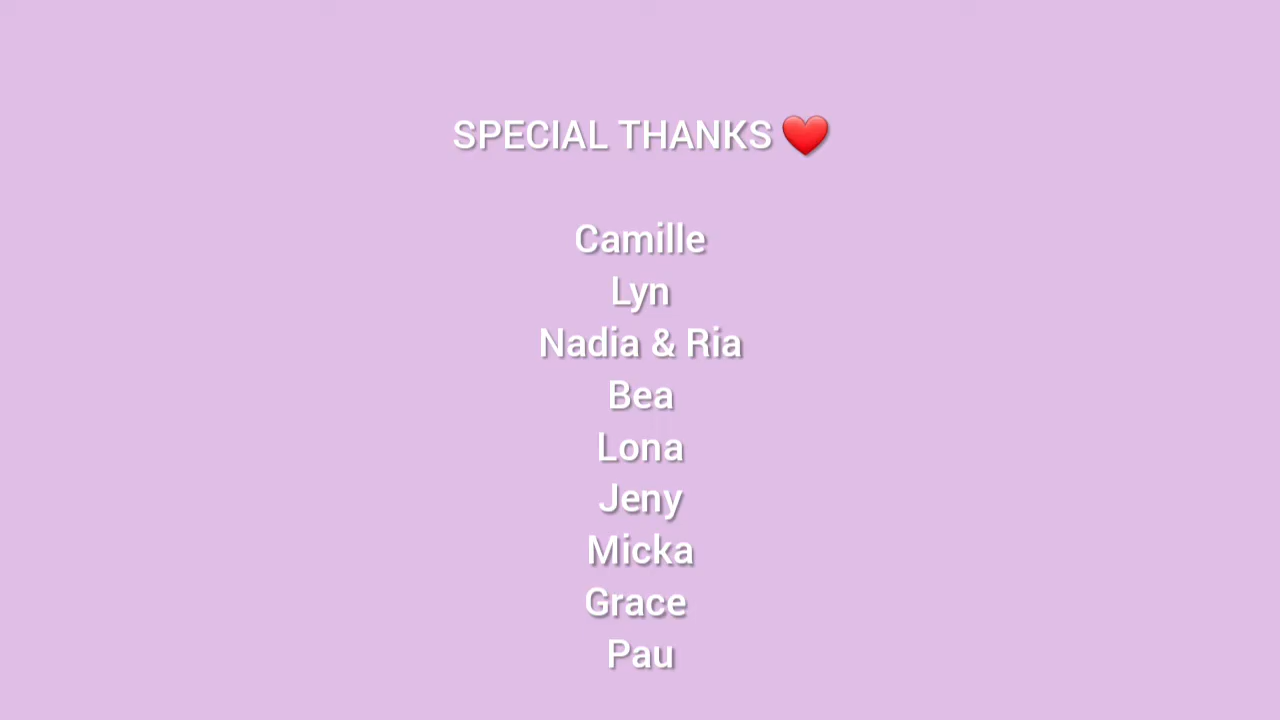 SPECIAL THANKS ❤️
Camille
Lyn
Nadia & Ria
Bea
Lona
Jeny
Micka
Grace
Pau